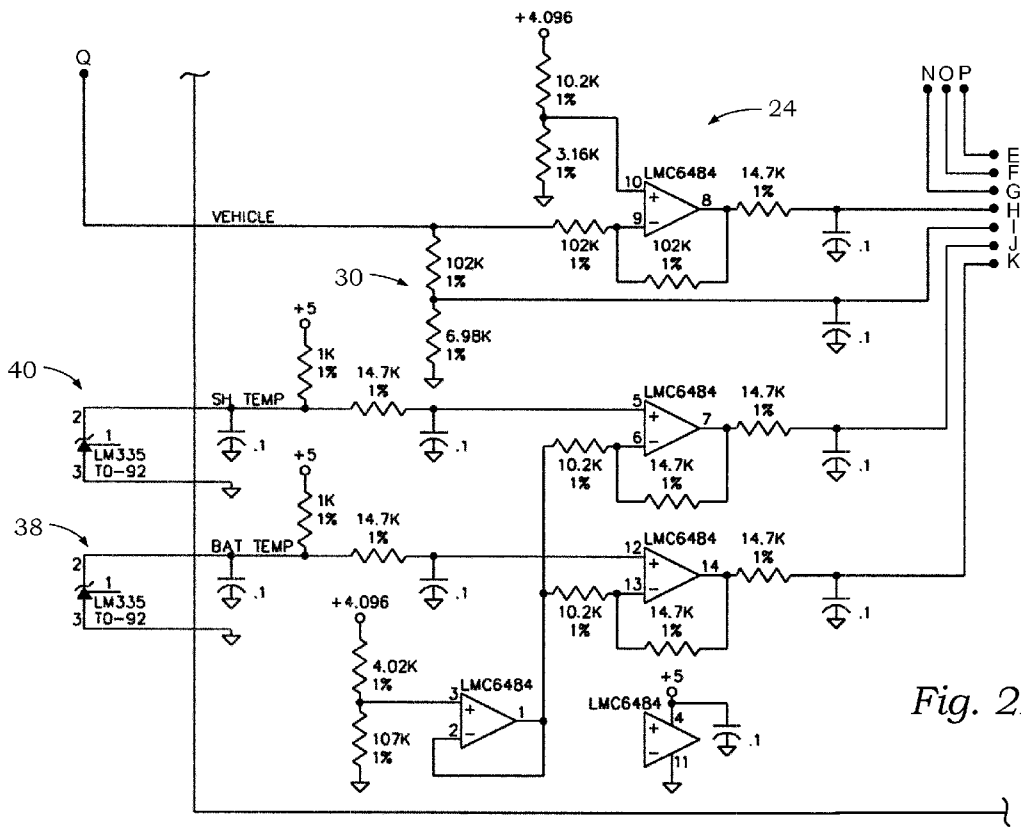 +4.096
Q
10.2K
1%
N O P
24
3.16K
1%
LMC6484
14.7K
1%
E
F
G
H
I
J
K
10
+
8
9
−
VEHICLE
102K
1%
102K
1%
.1
30
102K
1%
+5
6.98K
1%
.1
40
1K
1%
14.7K
1%
LMC6484
14.7K
1%
2
SH TEMP
5
+
7
6
−
1
LM335
TO-92
3
.1
.1
10.2K
1%
14.7K
1%
.1
+5
38
1K
1%
14.7K
1%
LMC6484
14.7K
1%
2
BAT TEMP
12
+
14
13
−
1
LM335
TO-92
3
.1
.1
10.2K
1%
14.7K
1%
.1
+4.096
4.02K
1%
LMC6484
3
+
1
2
−
107K
1%
+5
LMC6484
4
+
−
11
.1
Fig. 2